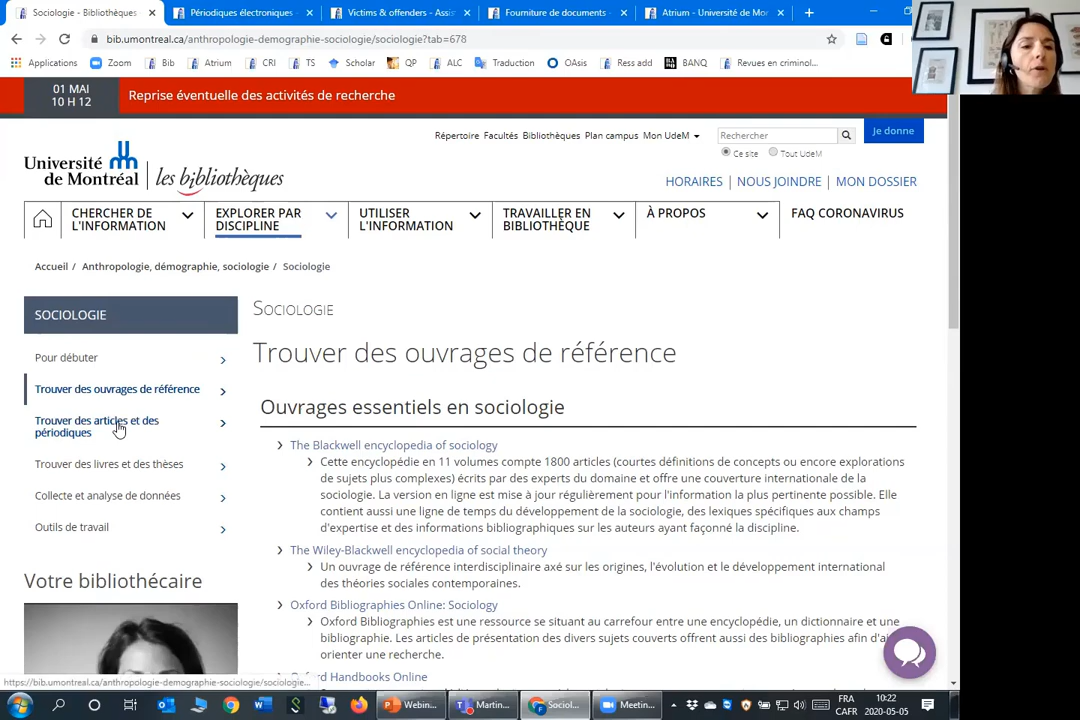 Sociologie - Bibliothèques
Périodiques électroniques
Victims & offenders - Assis
Fourniture de documents
Atrium - Université de Mo
bib.umontreal.ca/anthropologie-demographie-sociologie/sociologie?tab=678
Applications
Zoom
Bib
Atrium
CRI
TS
Scholar
QP
ALC
Traduction
OAsis
Ress add
BANQ
Revues en criminol...
01 MAI
10 H 12
Reprise éventuelle des activités de recherche
Répertoire Facultés Bibliothèques Plan campus Mon UdeM
Rechercher
Je donne
Ce site
Tout UdeM
Université
de Montréal
les bibliothèques
HORAIRES | NOUS JOINDRE | MON DOSSIER
CHERCHER DE
L'INFORMATION
EXPLORER PAR
DISCIPLINE
UTILISER
L'INFORMATION
TRAVAILLER EN
BIBLIOTHÈQUE
À PROPOS
FAQ CORONAVIRUS
Accueil / Anthropologie, démographie, sociologie / Sociologie
SOCIOLOGIE
Pour débuter
Trouver des ouvrages de référence
Trouver des articles et des
périodiques
Trouver des livres et des thèses
Collecte et analyse de données
Outils de travail
Votre bibliothécaire
SOCIOLOGIE
Trouver des ouvrages de référence
Ouvrages essentiels en sociologie
The Blackwell encyclopedia of sociology
Cette encyclopédie en 11 volumes compte 1800 articles (courtes définitions de concepts ou encore explorations
de sujets plus complexes) écrits par des experts du domaine et offre une couverture internationale de la
sociologie. La version en ligne est mise à jour régulièrement pour l'information la plus pertinente possible. Elle
contient aussi une ligne de temps du développement de la sociologie, des lexiques spécifiques aux champs
d'expertise et des informations bibliographiques sur les auteurs ayant façonné la discipline.
The Wiley-Blackwell encyclopedia of social theory
Un ouvrage de référence interdisciplinaire axé sur les origines, l'évolution et le développement international
des théories sociales contemporaines.
Oxford Bibliographies Online: Sociology
Oxford Bibliographies est une ressource se situant au carrefour entre une encyclopédie, un dictionnaire et une
bibliographie. Les articles de présentation des divers sujets couverts offrent aussi des bibliographies afin d'ai
orienter une recherche.
Oxford Handbooks Online
https://bib.umontreal.ca/anthropologie-demographie-sociologie/sociologie...
Webin...
Martin...
Sociol...
Meetin...
FRA
CAFR
10:22
2020-05-05